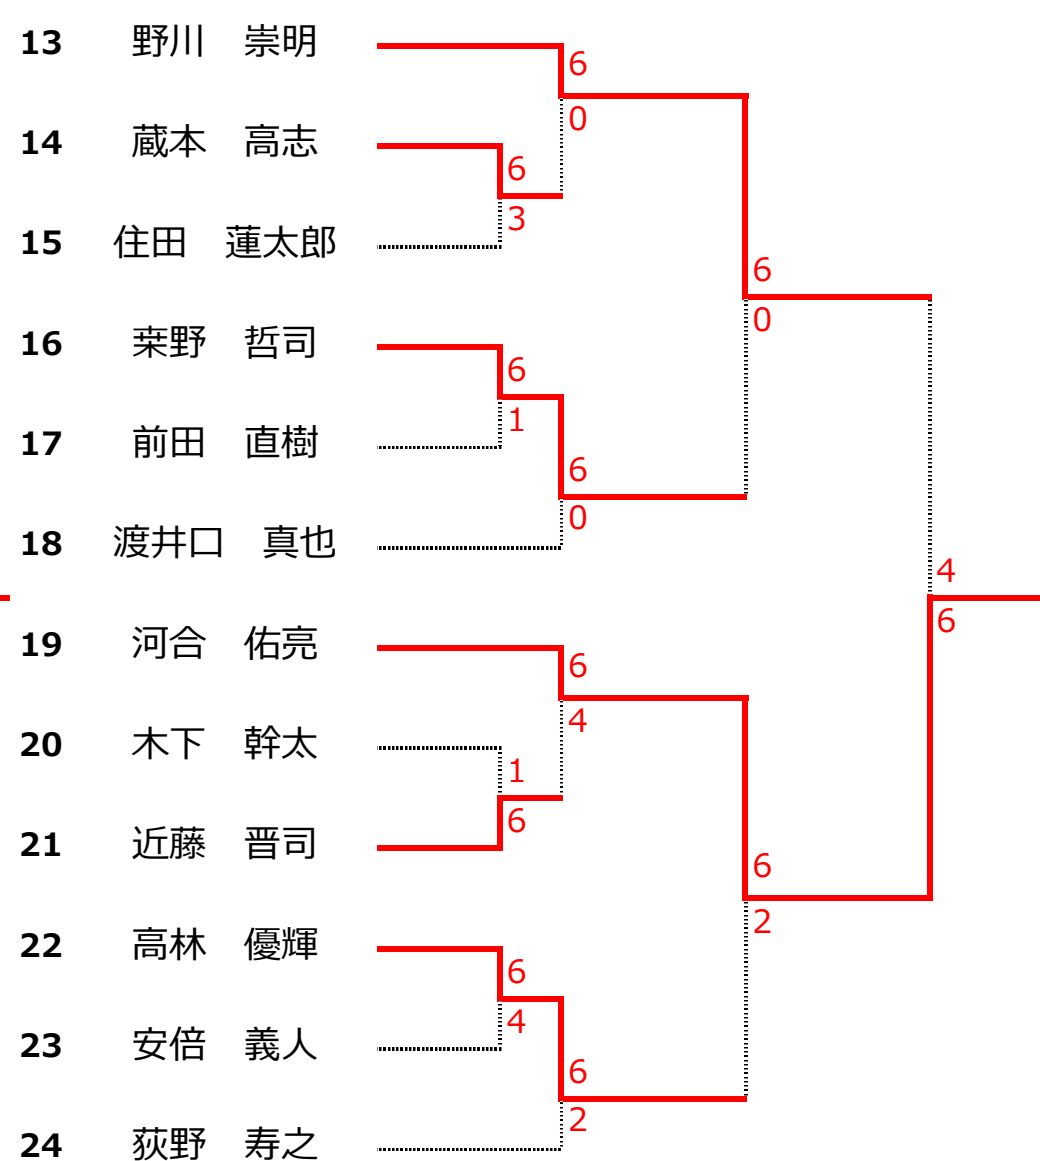 13 野川 崇明
6
0
14 蔵本 高志
6
3
15 住田 蓮太郎
6
0
16 桒野 哲司
6
1
17 前田 直樹
6
0
18 渡井口 真也
4
6
19 河合 佑亮
6
4
20 木下 幹太
1
6
21 近藤 晋司
6
2
22 高林 優輝
6
4
23 安倍 義人
6
2
24 荻野 寿之